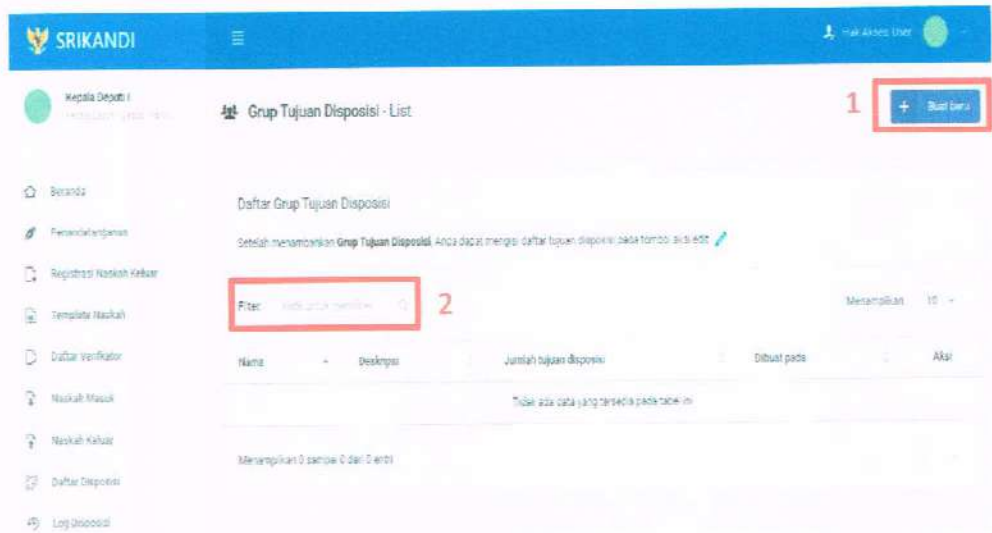 SRIKANDI
Hak Akses User
Kepala Deputi I
Grup Tujuan Disposisi - List
1
+ Buat baru
Beranda
Penandatanganan
Registrasi Naskah Keluar
Template Naskah
Daftar Verifikator
Naskah Masuk
Naskah Keluar
Daftar Disposisi
Log Disposisi
Daftar Grup Tujuan Disposisi
Setelah menambahkan Grup Tujuan Disposisi, Anda dapat mengisi daftar tujuan disposisi pada tombol aksi edit
Filter:
2
Menampilkan 10
Nama Deskripsi Jumlah tujuan disposisi Dibuat pada Aksi
Tidak ada data yang tersedia pada tabel ini
Menampilkan 0 sampai 0 dari 0 entri